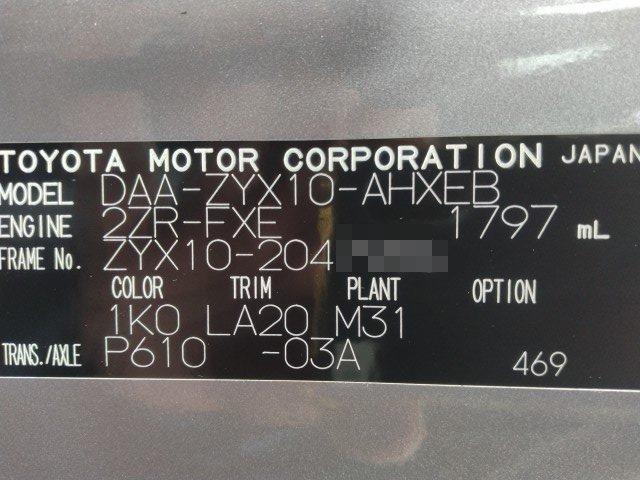 TOYOTA MOTOR CORPORATION JAPAN
MODEL DAA-ZYX10-AHXEB
ENGINE 2ZR-FXE 1797 mL
FRAME No. ZYX10-204
COLOR TRIM PLANT OPTION
1K0 LA20 M31
TRANS./AXLE P610 -03A 469